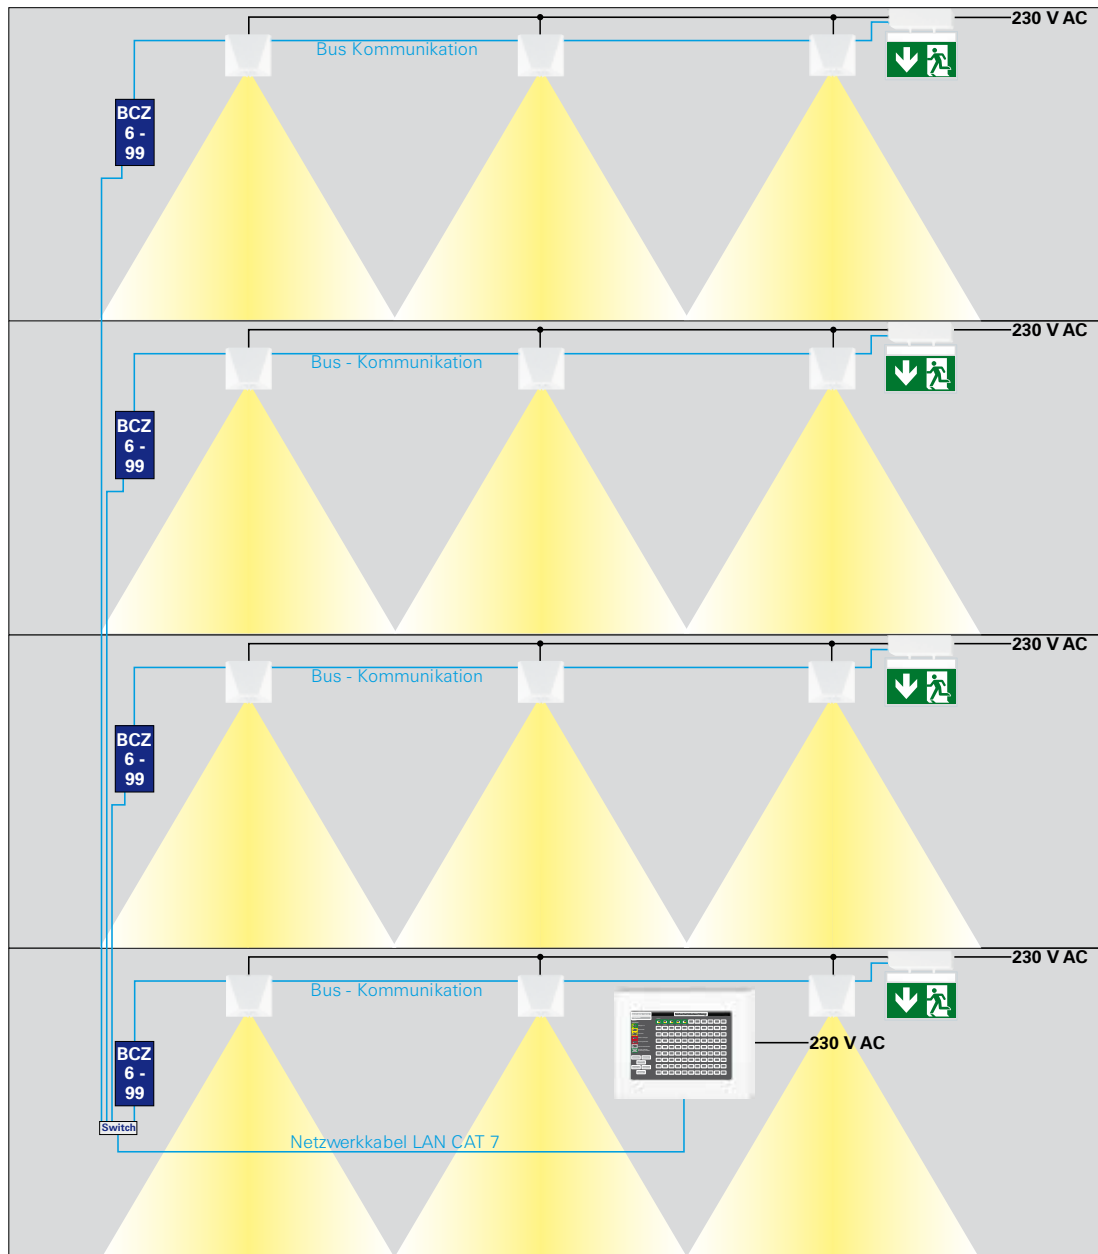 230 V AC
Bus Kommunikation
BCZ
6 -
99
230 V AC
Bus - Kommunikation
BCZ
6 -
99
230 V AC
Bus - Kommunikation
BCZ
6 -
99
230 V AC
Bus - Kommunikation
230 V AC
BCZ
6 -
99
Switch
Netzwerkkabel LAN CAT 7